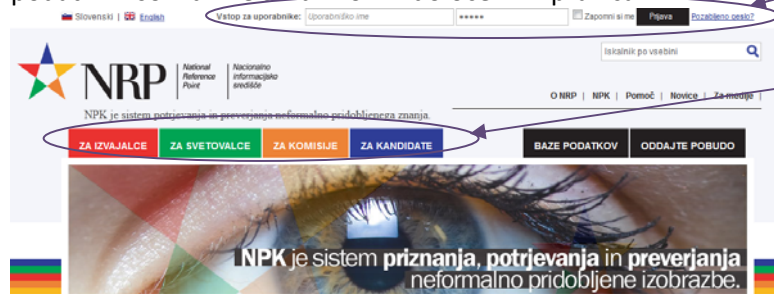 Slovenski | English Vstop za uporabnike: Uporabniško ime ••••• Zapomni si me Prijava Pozabljeno geslo?
Iskalnik po vsebini
NRP National Reference Point Nacionalno informacijsko središče
O NRP | NPK | Pomoč | Novice | Za medije |
NPK je sistem potrjevanja in preverjanja neformalno pridobljenega znanja.
ZA IZVAJALCE ZA SVETOVALCE ZA KOMISIJE ZA KANDIDATE BAZE PODATKOV ODDAJTE POBUDO
NPK je sistem priznanja, potrjevanja in preverjanja
neformalno pridobljene izobrazbe.